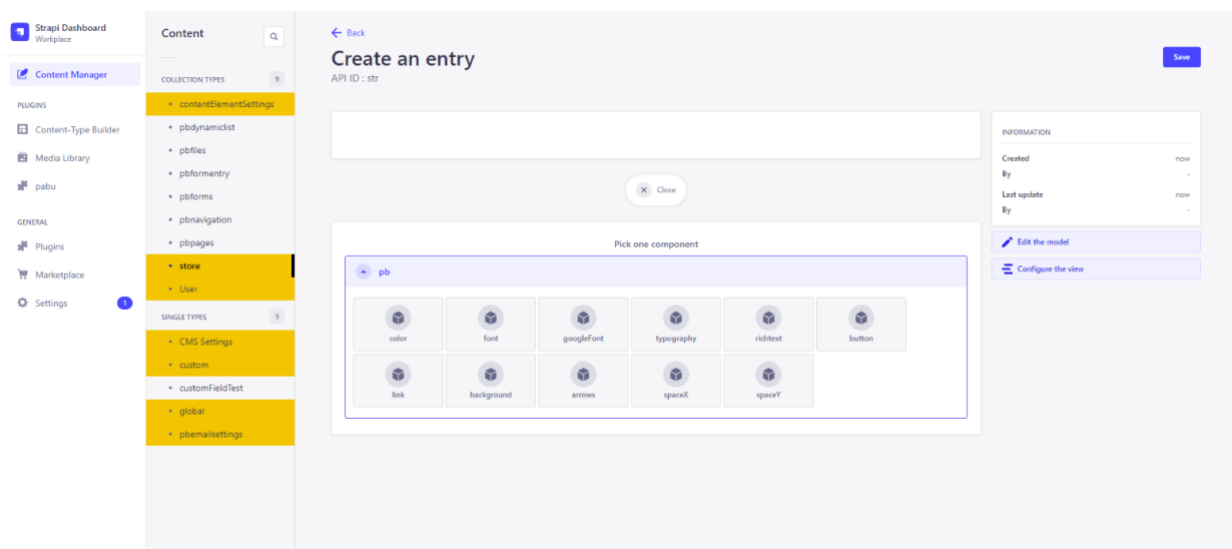 Strapi Dashboard
Workplace
Content Manager
PLUGINS
Content-Type Builder
Media Library
pabu
GENERAL
Plugins
Marketplace
Settings
1
Content
COLLECTION TYPES
9
contentElementSettings
pbdynamiclist
pbfiles
pbformentry
pbforms
pbnavigation
pbpages
store
User
SINGLE TYPES
5
CMS Settings
custom
customFieldTest
global
pbemailsettings
Back
Create an entry
API ID : str
Save
Close
Pick one component
pb
color font googleFont typography richtext button
link background arrows spaceX spaceY
INFORMATION
Created now
By -
Last update now
By -
Edit the model
Configure the view